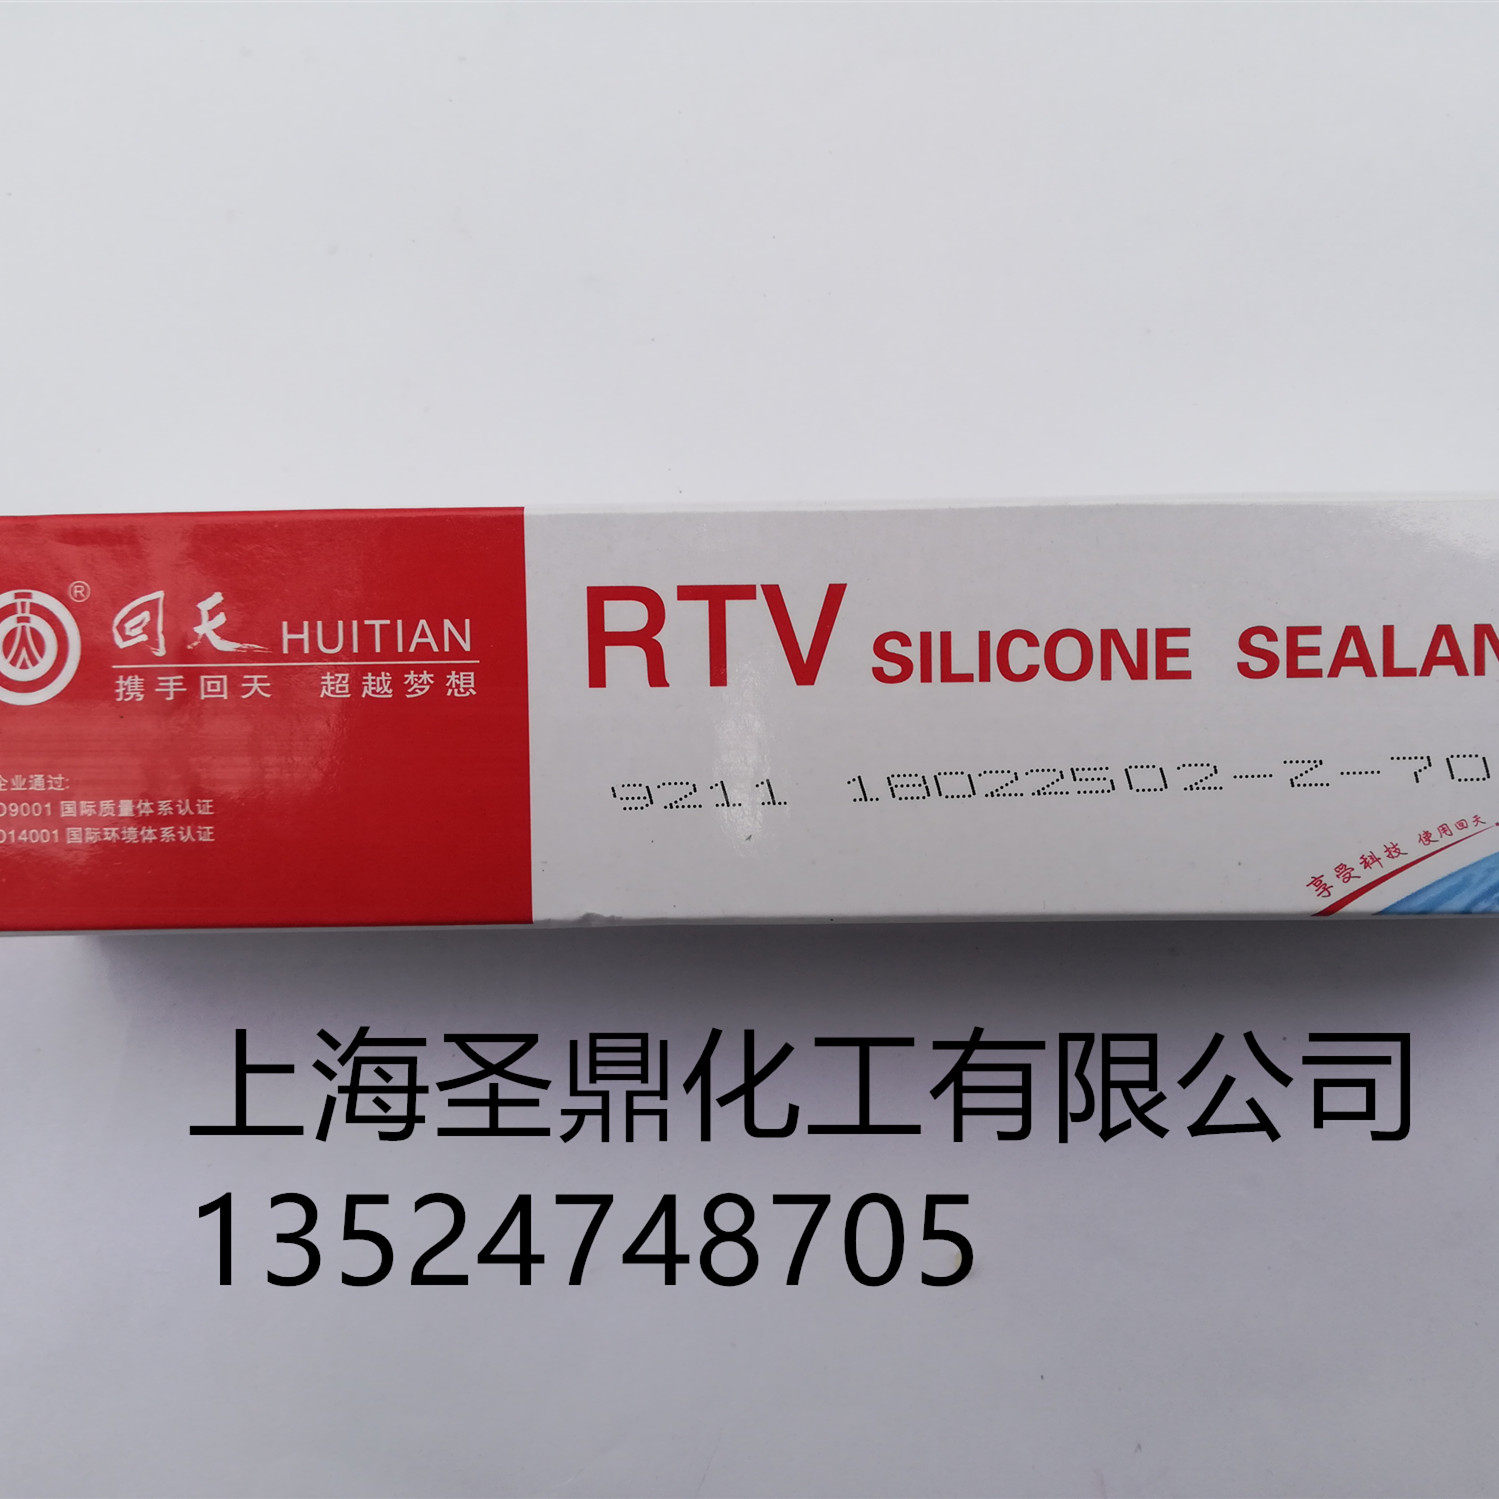 ® 回天 HUITIAN
携手回天 超越梦想
企业通过:
O9001 国际质量体系认证
O14001 国际环境体系认证
RTV SILICONE SEALAN
9211 18022502-Z-70
享受科技 使用回天
上海圣鼎化工有限公司
13524748705